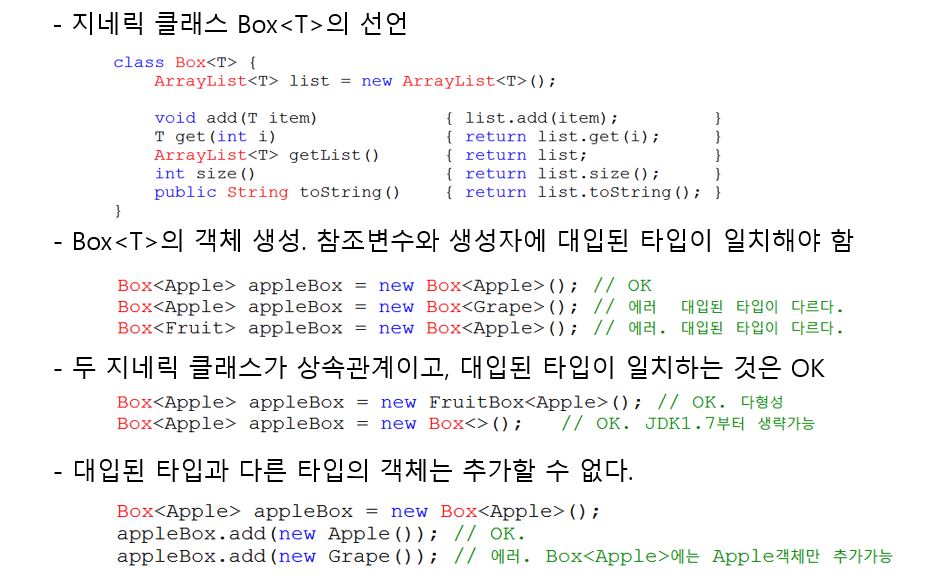 - 지네릭 클래스 Box<T>의 선언
class Box<T> {
ArrayList<T> list = new ArrayList<T>();
void add(T item) { list.add(item); }
T get(int i) { return list.get(i); }
ArrayList<T> getList() { return list; }
int size() { return list.size(); }
public String toString() { return list.toString(); }
}
- Box<T>의 객체 생성. 참조변수와 생성자에 대입된 타입이 일치해야 함
Box<Apple> appleBox = new Box<Apple>(); // OK
Box<Apple> appleBox = new Box<Grape>(); // 에러 대입된 타입이 다르다.
Box<Fruit> appleBox = new Box<Apple>(); // 에러. 대입된 타입이 다르다.
- 두 지네릭 클래스가 상속관계이고, 대입된 타입이 일치하는 것은 OK
Box<Apple> appleBox = new FruitBox<Apple>(); // OK. 다형성
Box<Apple> appleBox = new Box<>(); // OK. JDK1.7부터 생략가능
- 대입된 타입과 다른 타입의 객체는 추가할 수 없다.
Box<Apple> appleBox = new Box<Apple>();
appleBox.add(new Apple()); // OK.
appleBox.add(new Grape()); // 에러. Box<Apple>에는 Apple객체만 추가가능